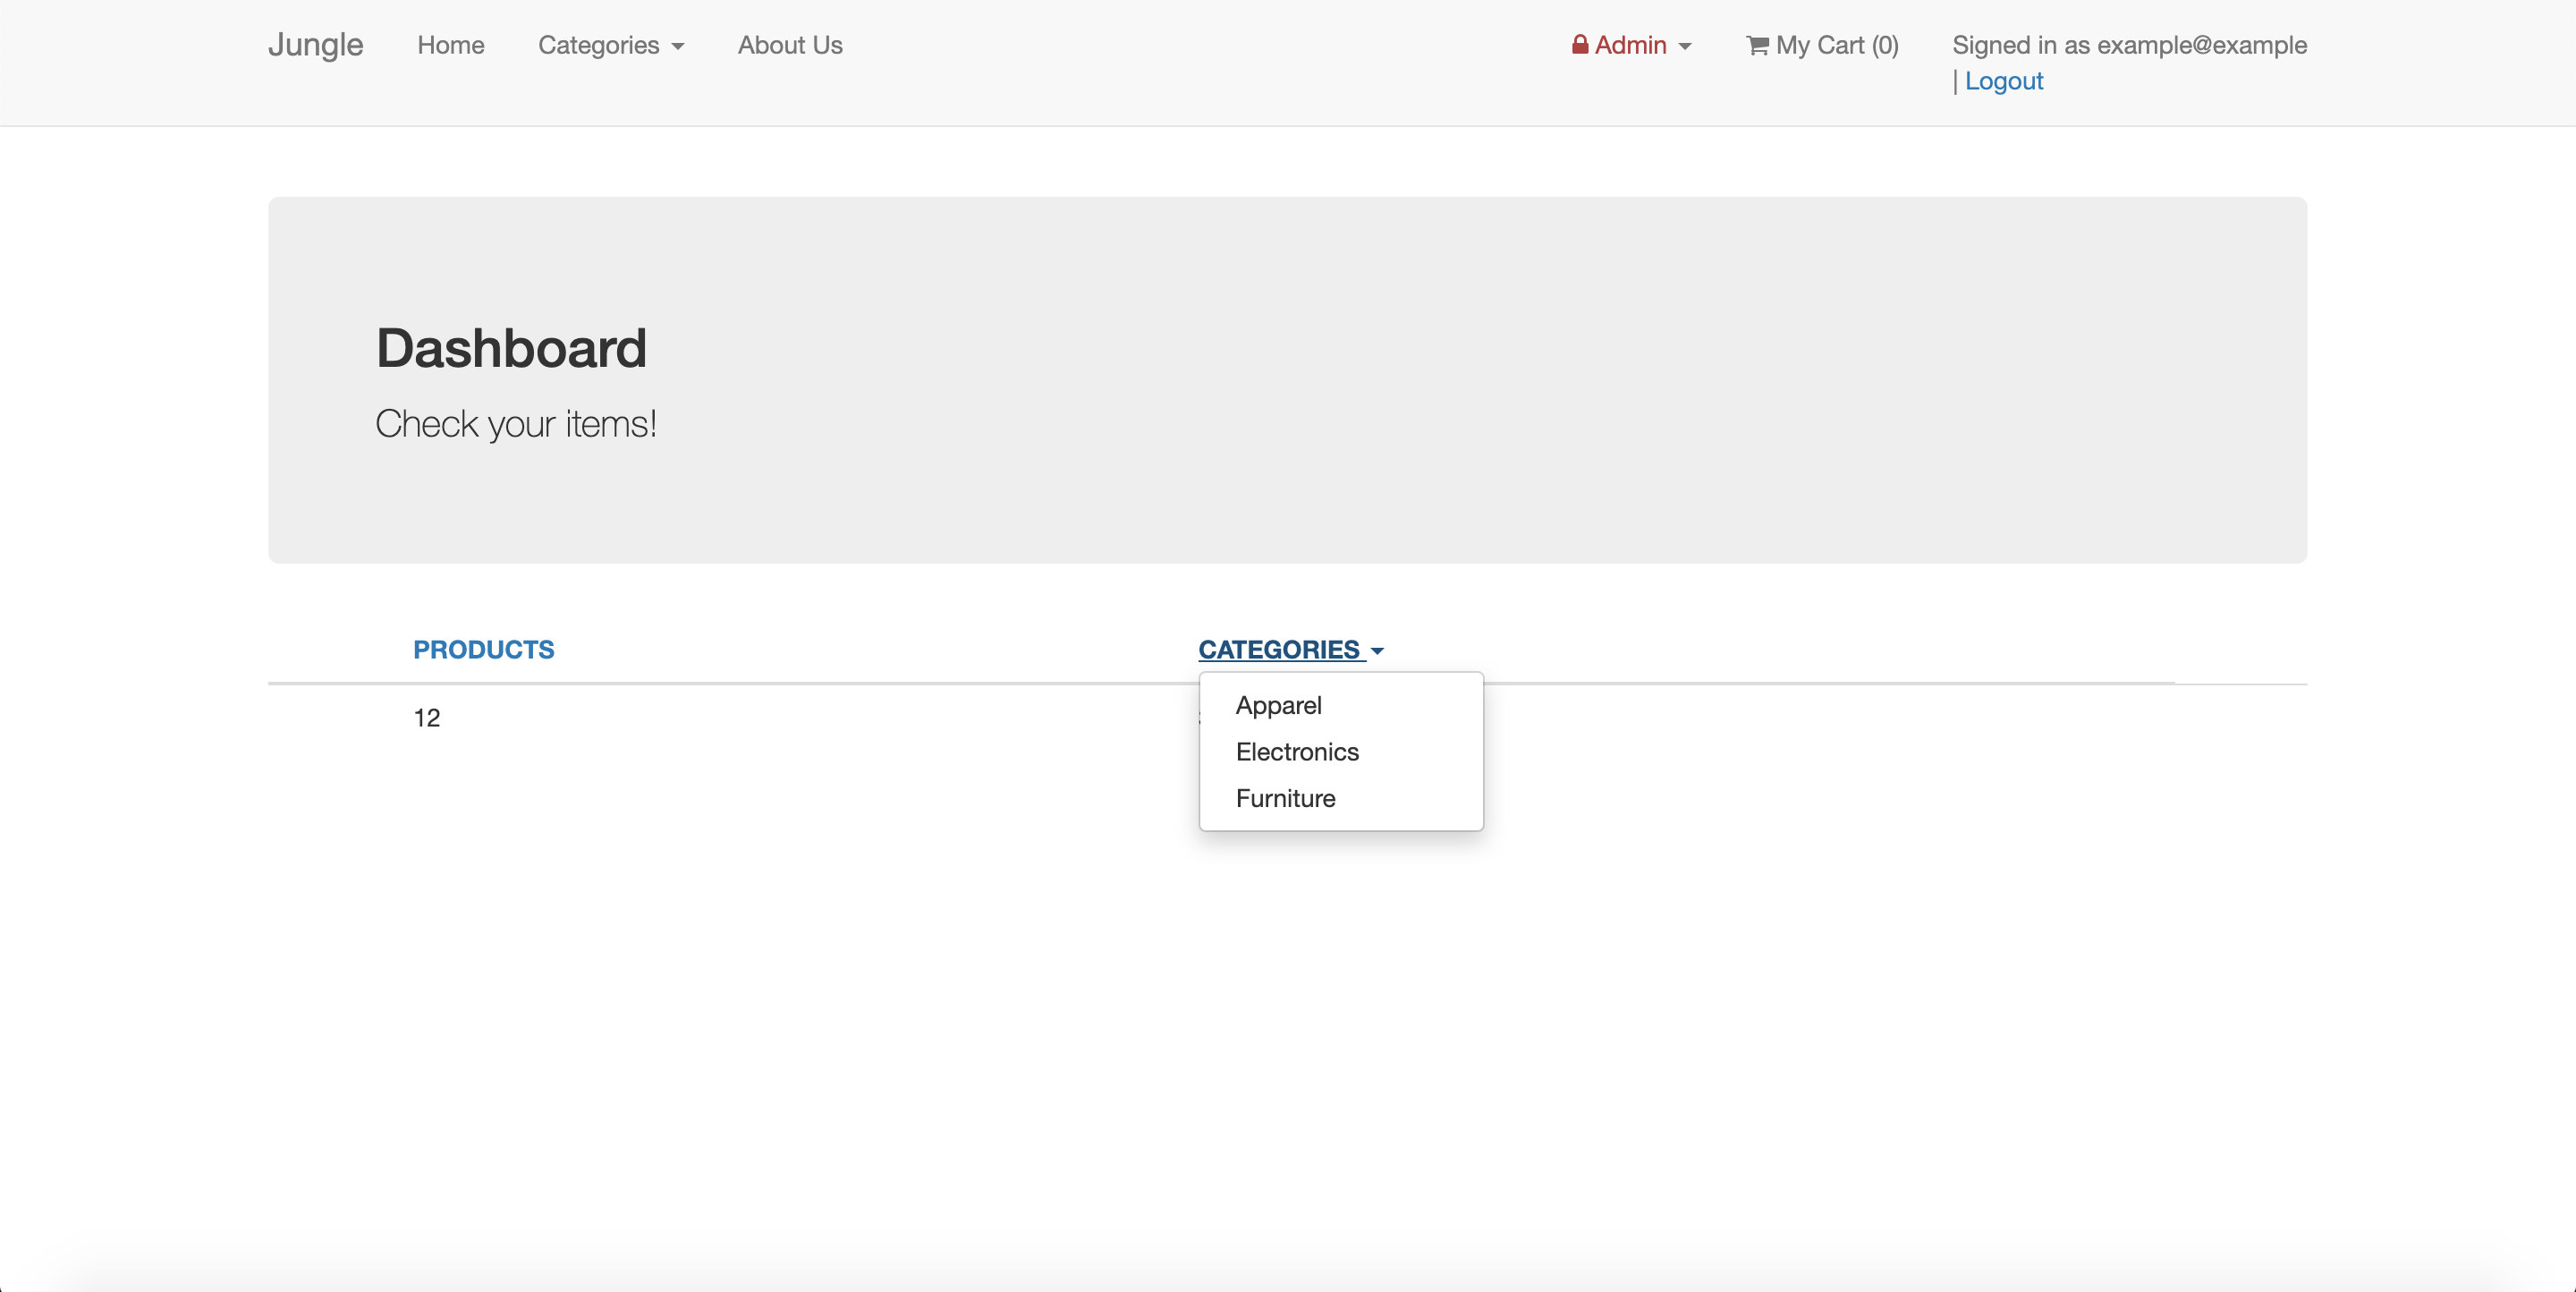 Jungle Home Categories About Us Admin My Cart (0) Signed in as example@example
| Logout
Dashboard
Check your items!
PRODUCTS CATEGORIES
12
Apparel
Electronics
Furniture